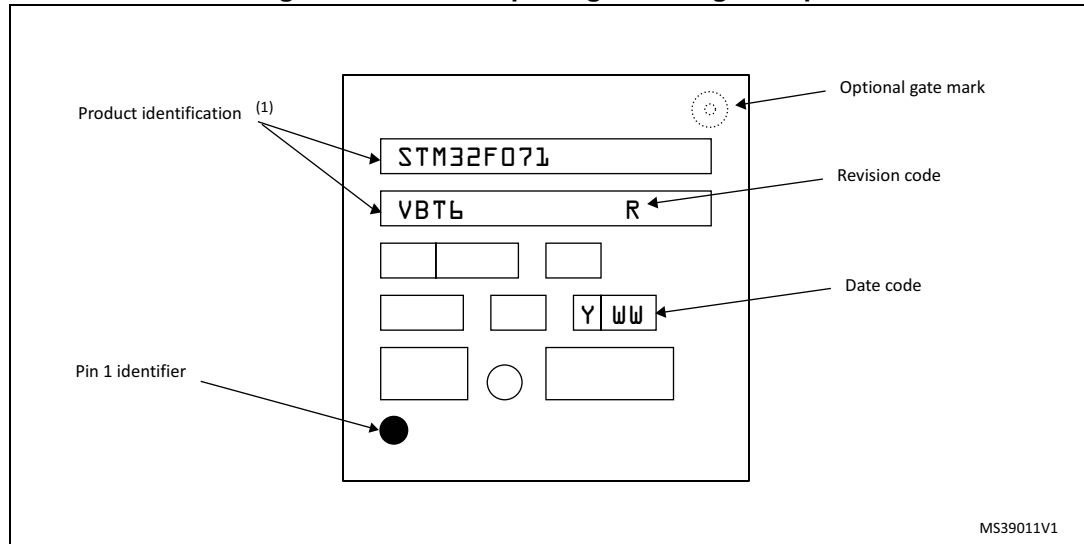 Optional gate mark
Product identification (1)
STM32F071
Revision code
VBT6 R
Date code
Y WW
Pin 1 identifier
MS39011V1